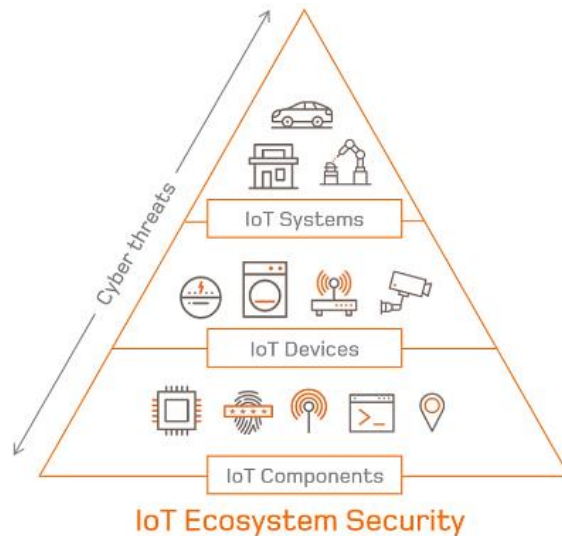 Cyber threats
IoT Systems
IoT Devices
IoT Components
IoT Ecosystem Security